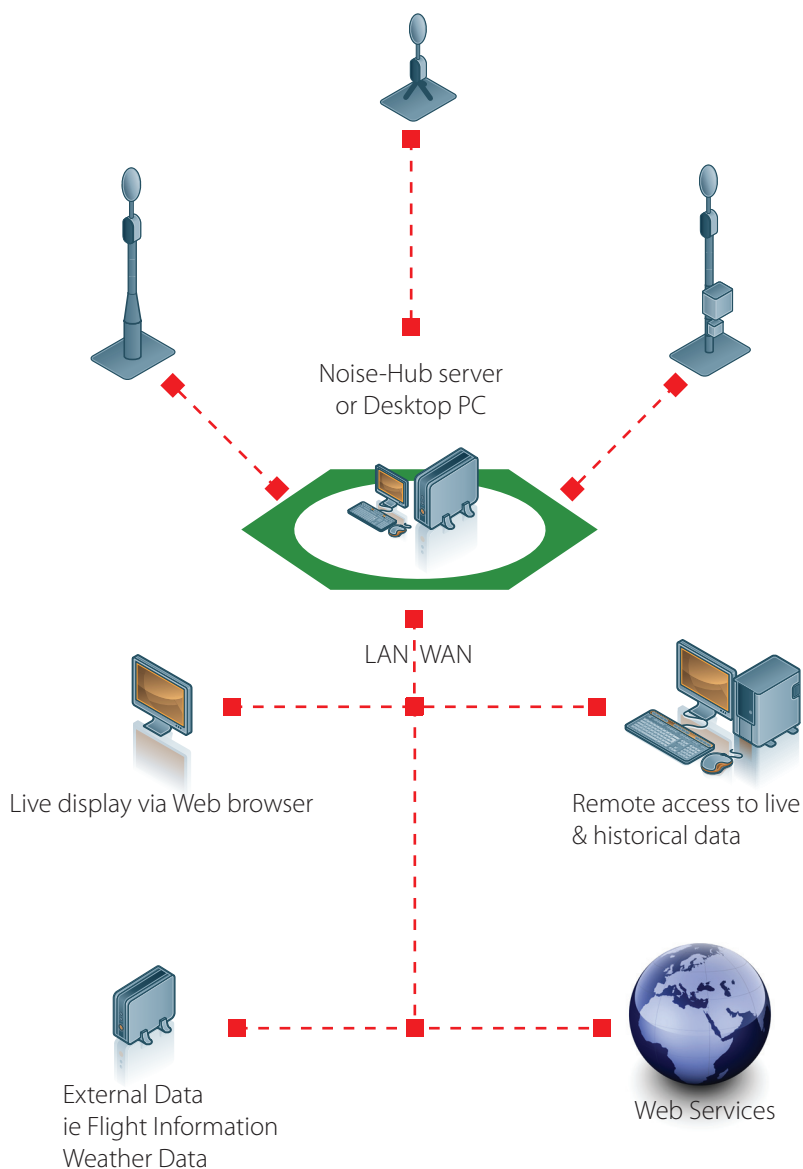 Noise-Hub server
or Desktop PC
LAN WAN
Live display via Web browser
Remote access to live
& historical data
External Data
ie Flight Information
Weather Data
Web Services